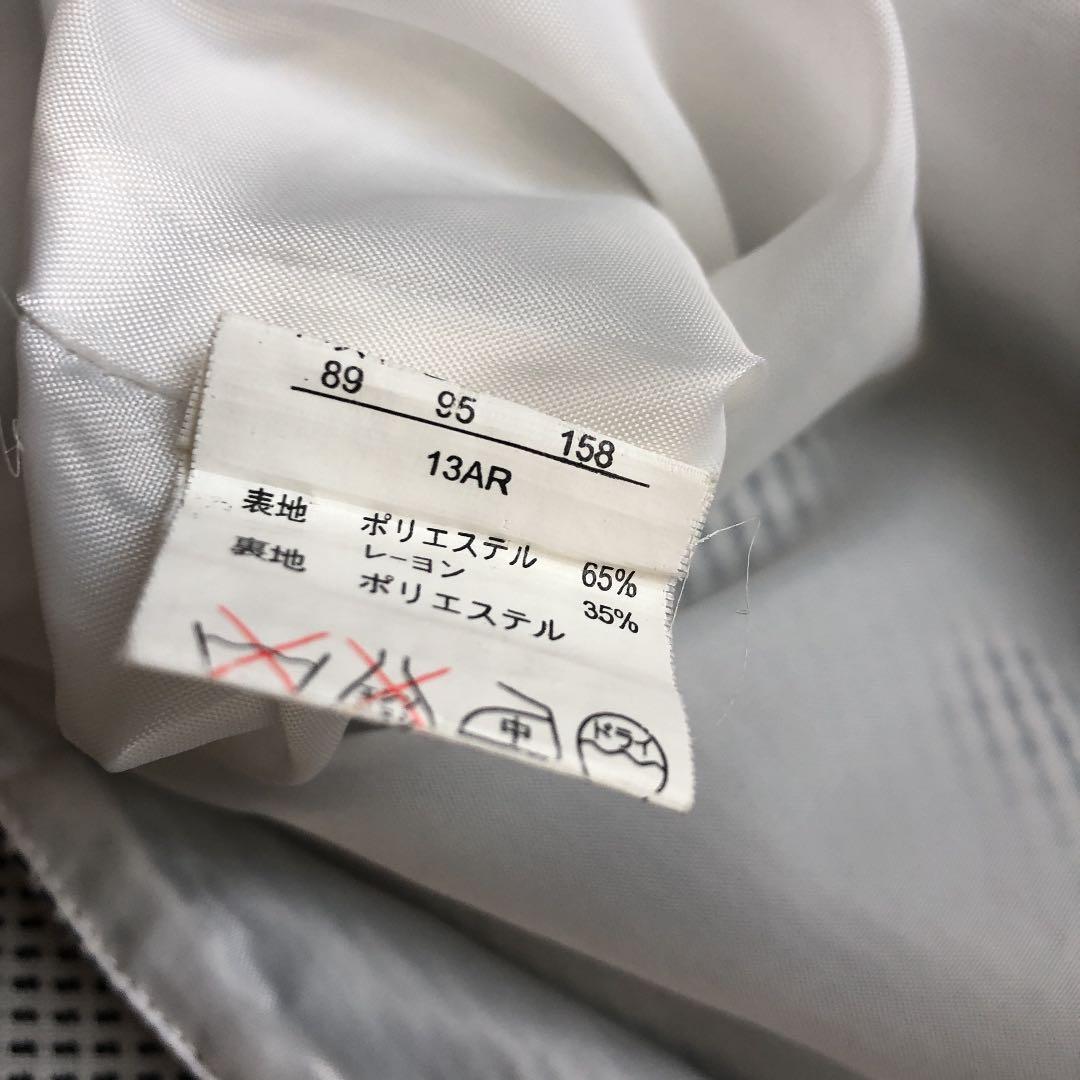 89 95 158
13AR
表地 ポリエステル 65%
レーヨン 35%
裏地 ポリエステル
中 ドライ